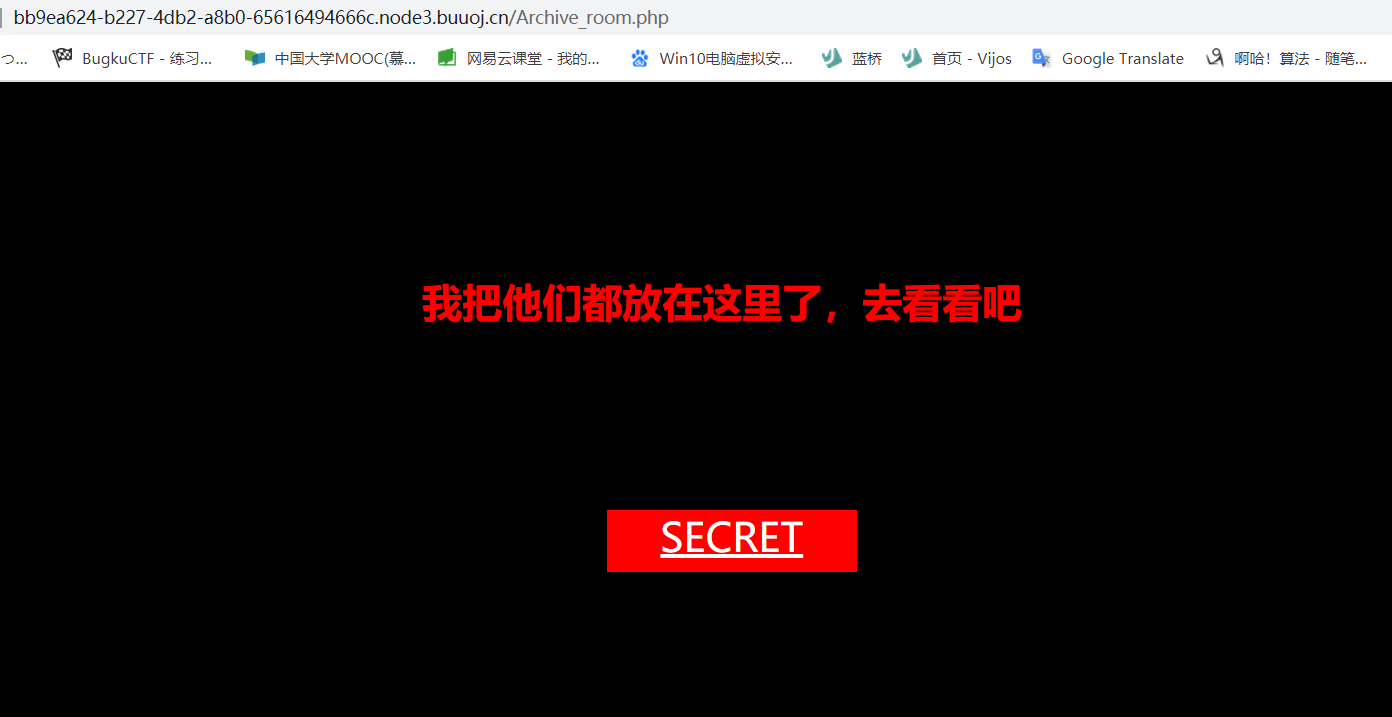 bb9ea624-b227-4db2-a8b0-65616494666c.node3.buuoj.cn/Archive_room.php
つ... BugkuCTF - 练习... 中国大学MOOC(慕... 网易云课堂 - 我的... Win10电脑虚拟安... 蓝桥 首页 - Vijos Google Translate 啊哈！算法 - 随笔...
我把他们都放在这里了，去看看吧
SECRET